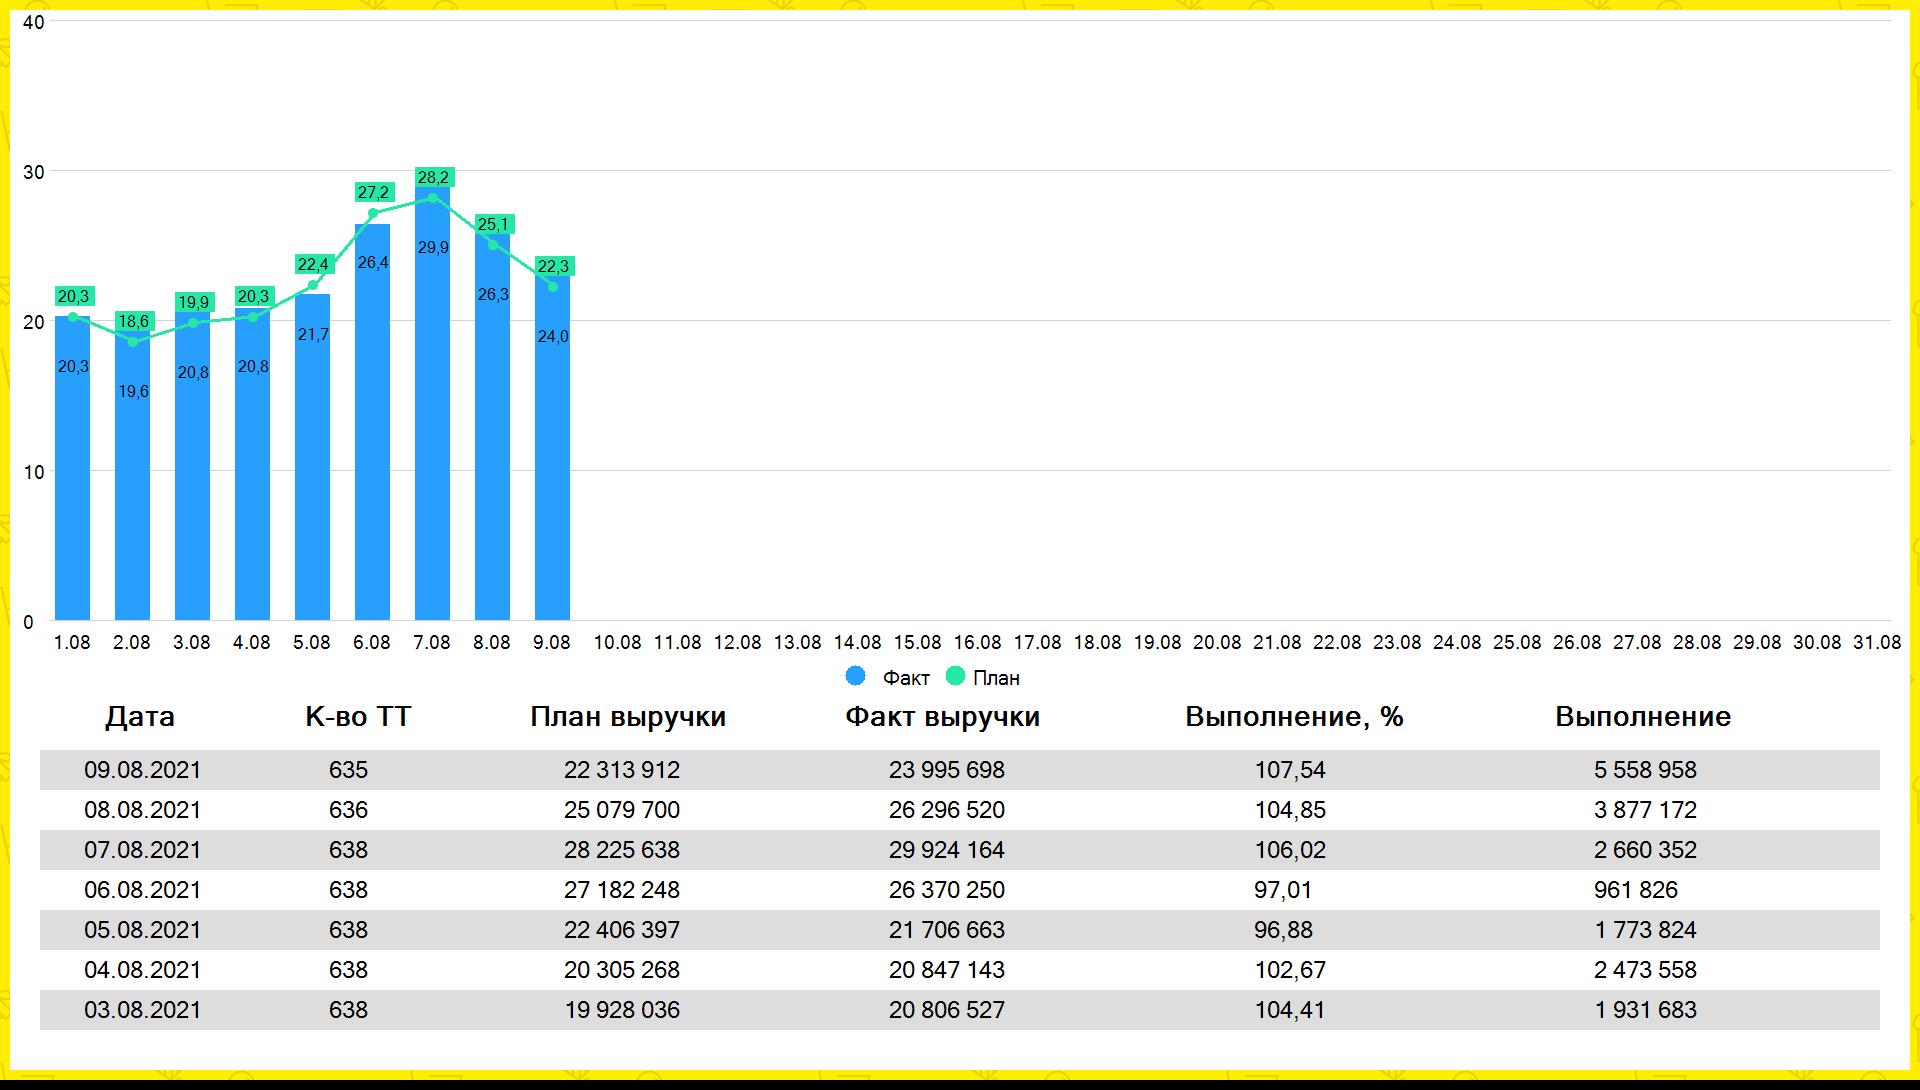 40
30
20
10
0
20,3 18,6 19,9 20,3 22,4 27,2 28,2 25,1 22,3
20,3 19,6 20,8 20,8 21,7 26,4 29,9 26,3 24,0
1.08 2.08 3.08 4.08 5.08 6.08 7.08 8.08 9.08 10.08 11.08 12.08 13.08 14.08 15.08 16.08 17.08 18.08 19.08 20.08 21.08 22.08 23.08 24.08 25.08 26.08 27.08 28.08 29.08 30.08 31.08
Факт План
Дата К-во ТТ План выручки Факт выручки Выполнение, % Выполнение
09.08.2021 635 22 313 912 23 995 698 107,54 5 558 958
08.08.2021 636 25 079 700 26 296 520 104,85 3 877 172
07.08.2021 638 28 225 638 29 924 164 106,02 2 660 352
06.08.2021 638 27 182 248 26 370 250 97,01 961 826
05.08.2021 638 22 406 397 21 706 663 96,88 1 773 824
04.08.2021 638 20 305 268 20 847 143 102,67 2 473 558
03.08.2021 638 19 928 036 20 806 527 104,41 1 931 683